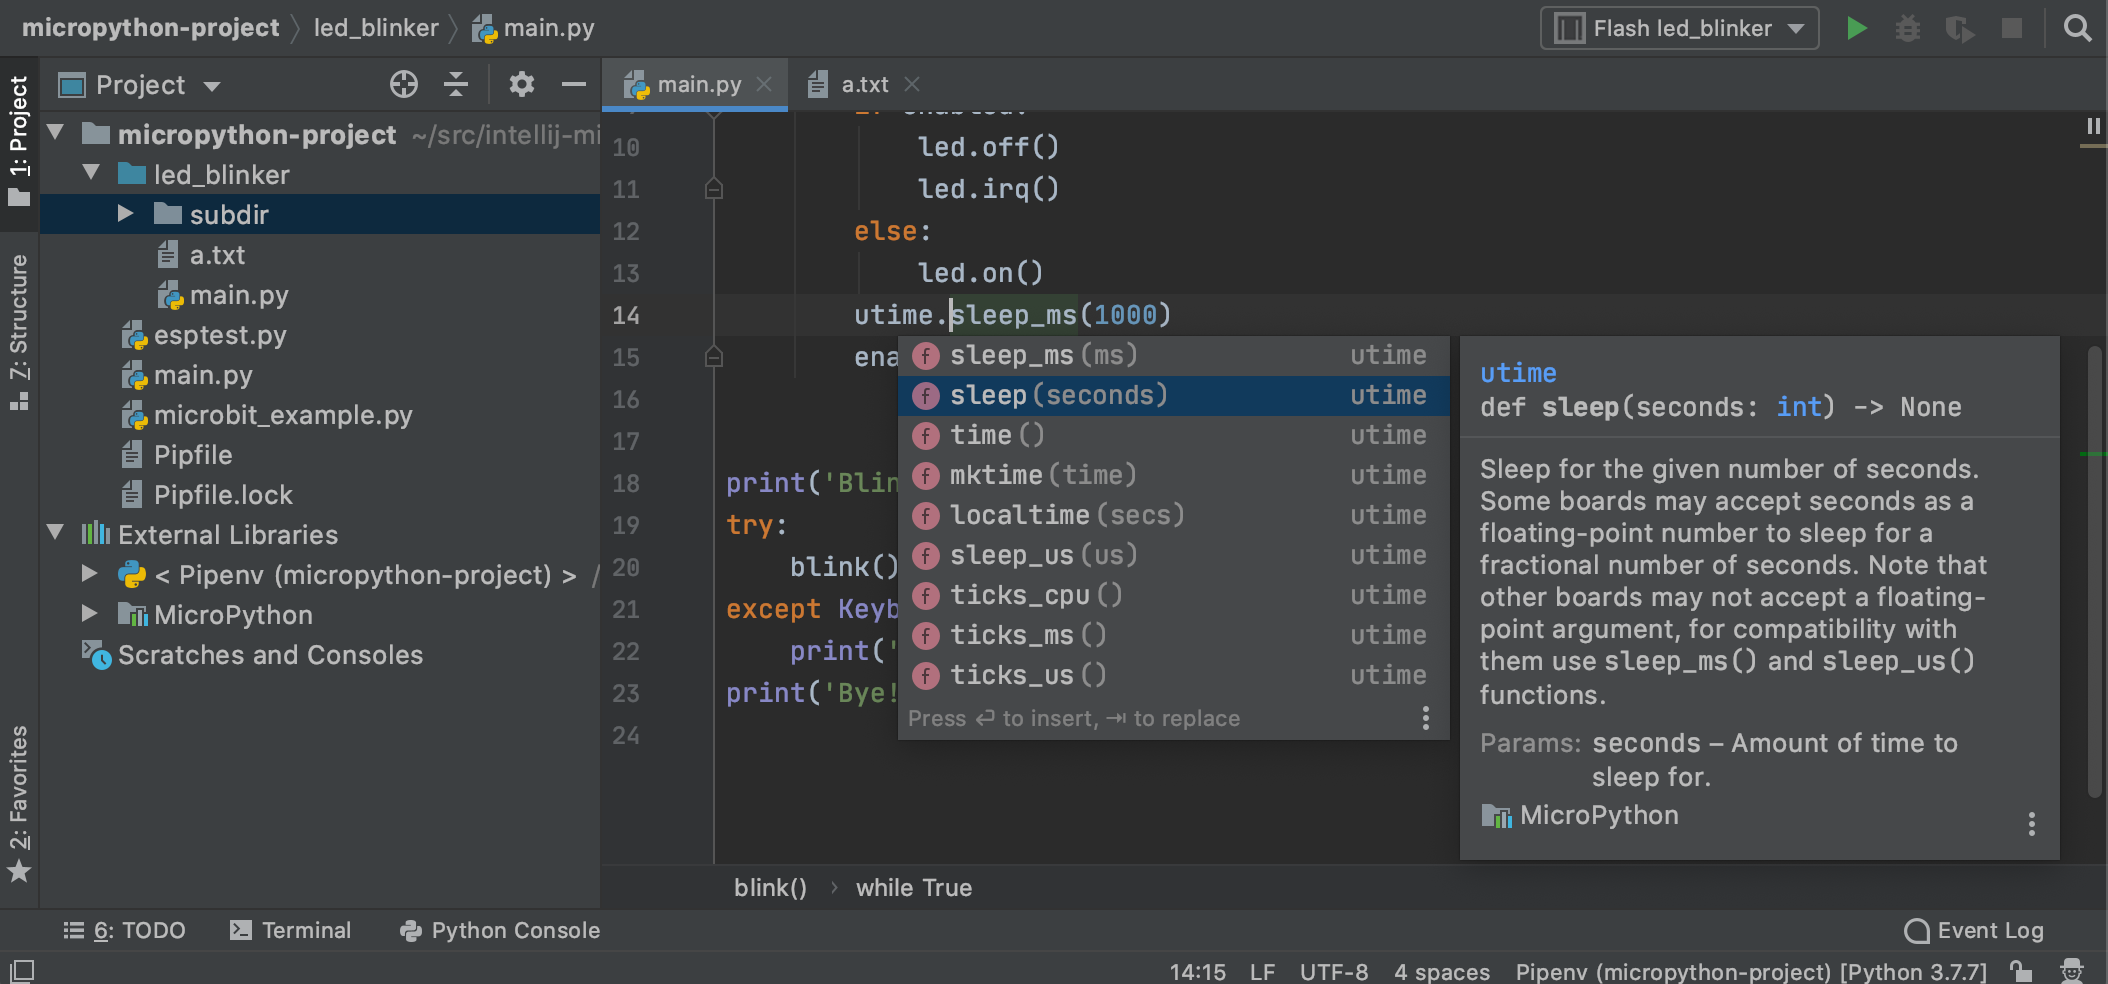 micropython-project led_blinker main.py
Flash led_blinker
1: Project
7: Structure
2: Favorites
Project
micropython-project ~/src/intellij-mi
led_blinker
subdir
a.txt
main.py
esptest.py
main.py
microbit_example.py
Pipfile
Pipfile.lock
External Libraries
< Pipenv (micropython-project) > /
MicroPython
Scratches and Consoles
main.py a.txt
10 led.off()
11 led.irq()
12 else:
13 led.on()
14 utime.sleep_ms(1000)
15 ena
16
17
18 print('Blin
19 try:
20 blink()
21 except Keyb
22 print('
23 print('Bye!
24
sleep_ms(ms) utime
sleep(seconds) utime
time() utime
mktime(time) utime
localtime(secs) utime
sleep_us(us) utime
ticks_cpu() utime
ticks_ms() utime
ticks_us() utime
Press ⏎ to insert, ⇥ to replace
utime
def sleep(seconds: int) -> None
Sleep for the given number of seconds.
Some boards may accept seconds as a
floating-point number to sleep for a
fractional number of seconds. Note that
other boards may not accept a floating-
point argument, for compatibility with
them use sleep_ms() and sleep_us()
functions.
Params: seconds – Amount of time to
sleep for.
MicroPython
blink() › while True
6: TODO Terminal Python Console
Event Log
14:15 LF UTF-8 4 spaces Pipenv (micropython-project) [Python 3.7.7]